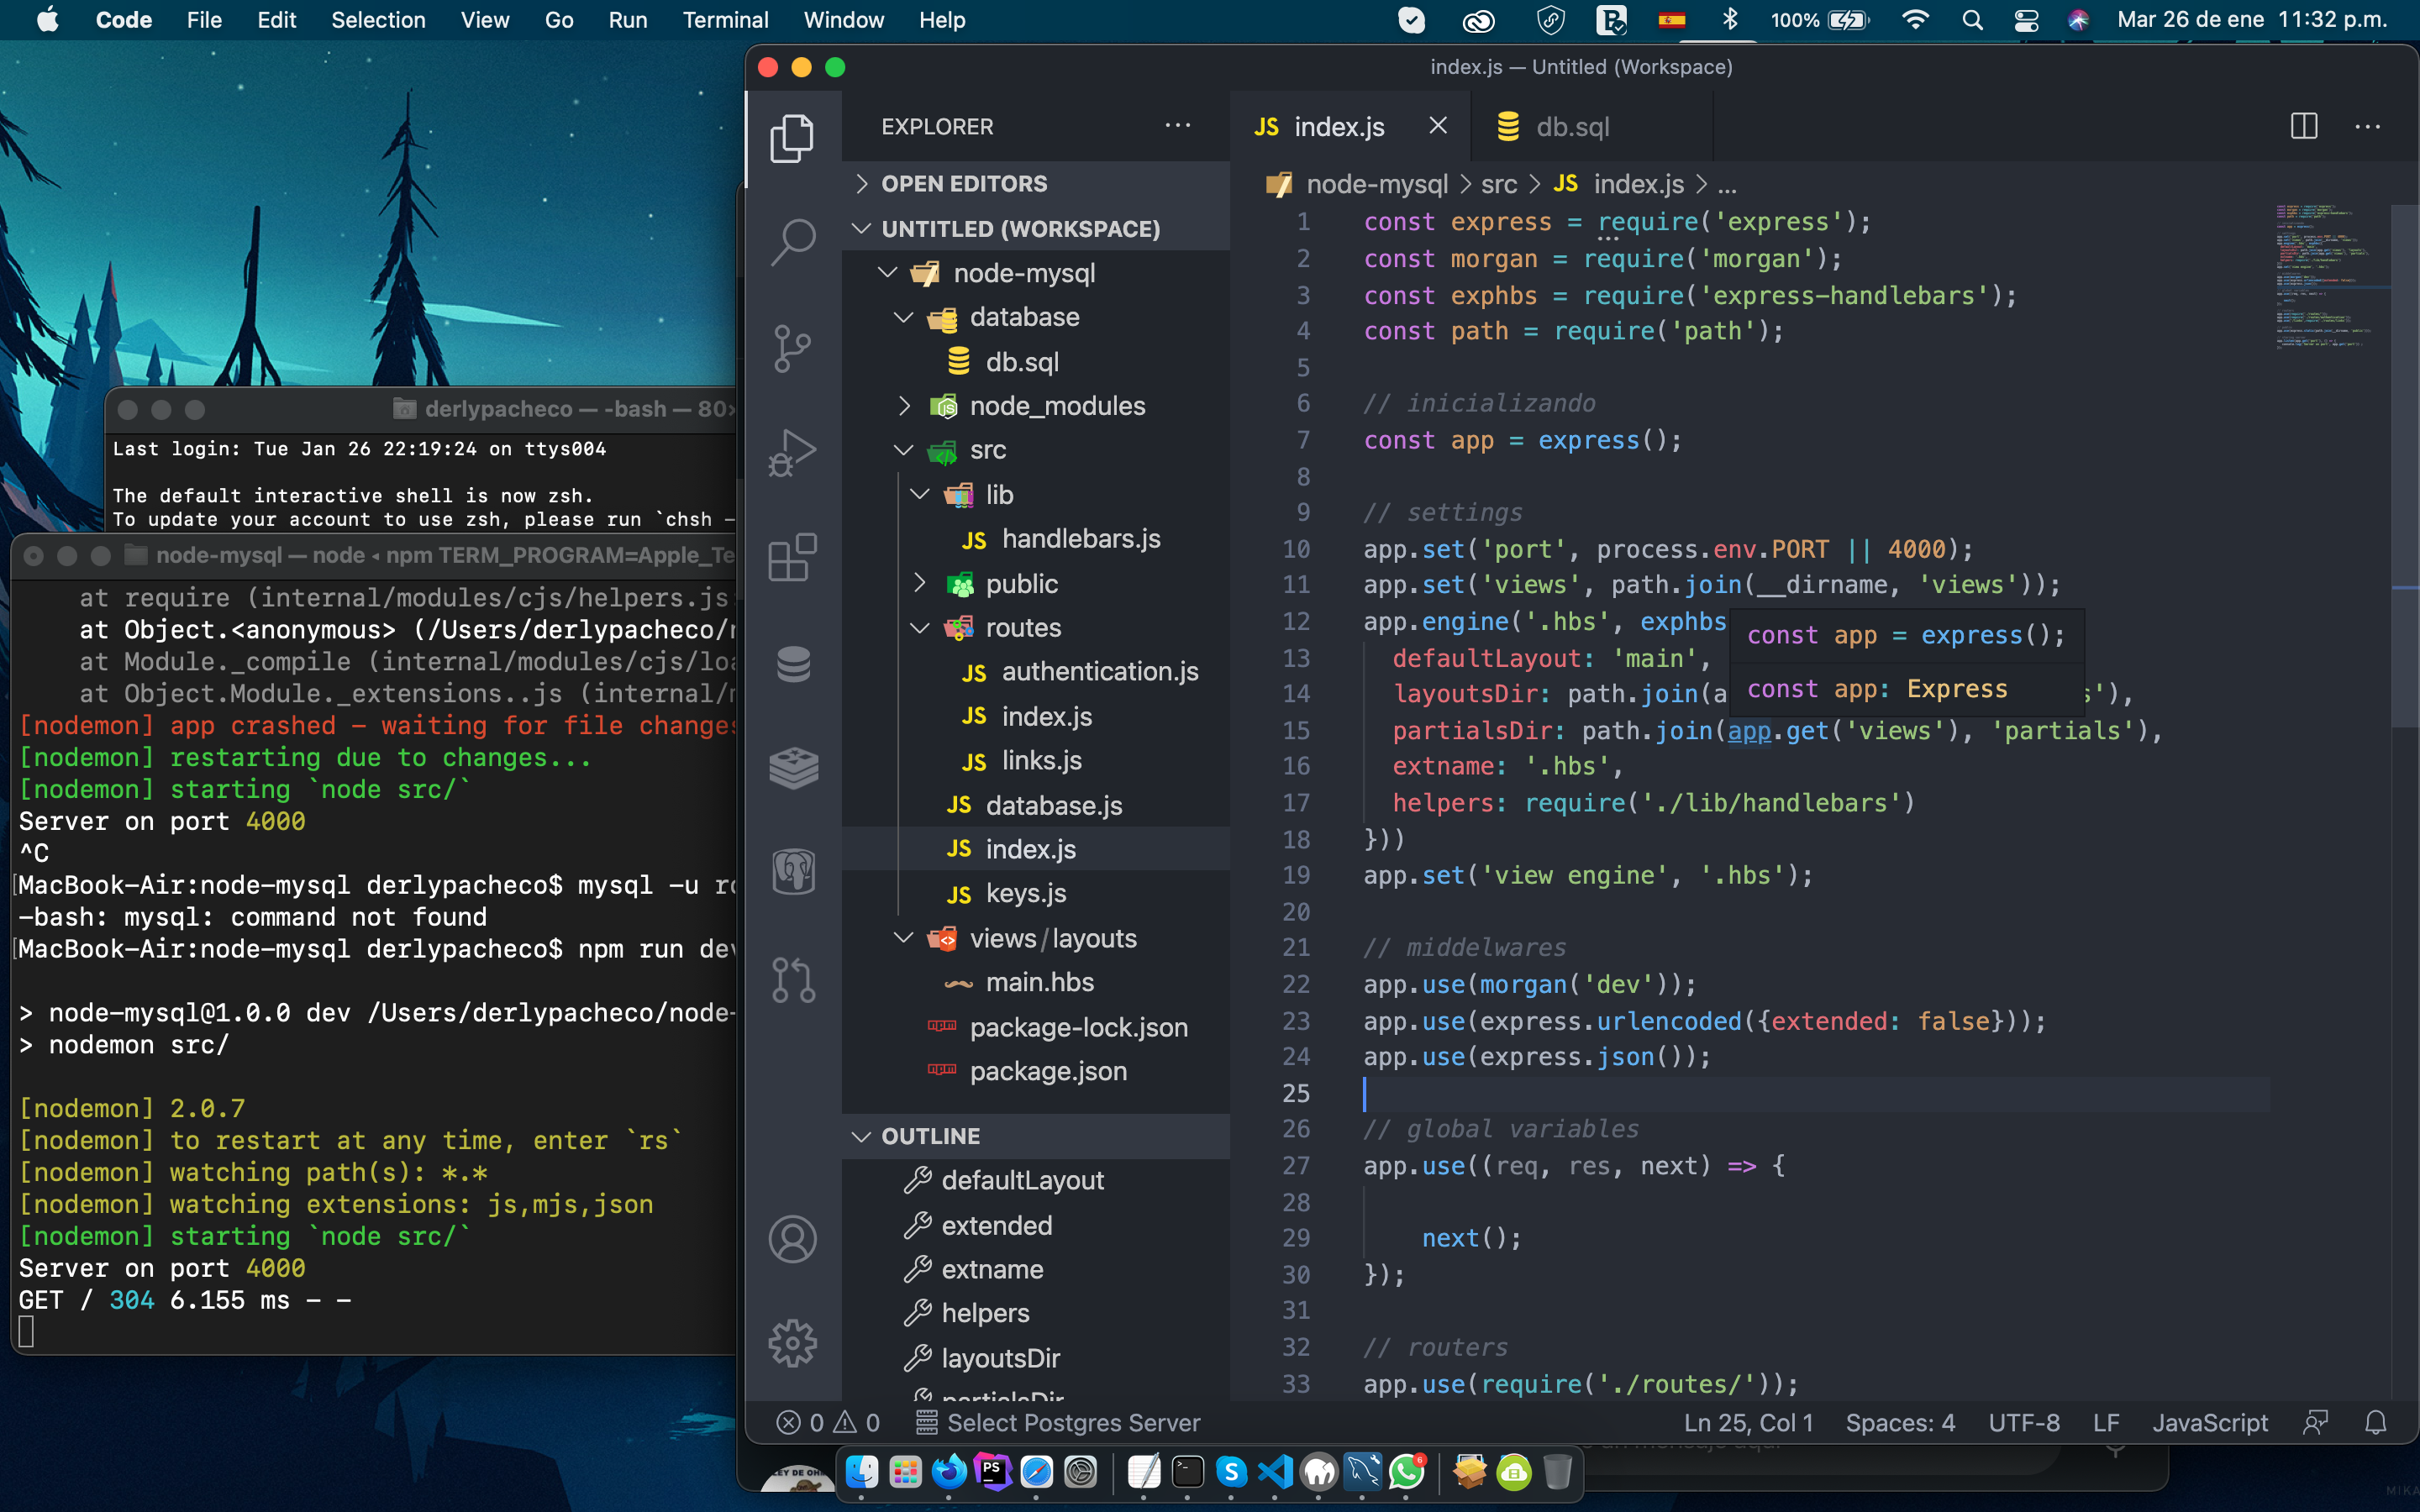 Code File Edit Selection View Go Run Terminal Window Help
100% Mar 26 de ene 11:32 p.m.
derlypacheco — -bash — 80×
Last login: Tue Jan 26 22:19:24 on ttys004
The default interactive shell is now zsh.
To update your account to use zsh, please run `chsh -
node-mysql — node ◂ npm TERM_PROGRAM=Apple_Te
at require (internal/modules/cjs/helpers.js
at Object.<anonymous> (/Users/derlypacheco/
at Module._compile (internal/modules/cjs/loa
at Object.Module._extensions..js (internal/
[nodemon] app crashed - waiting for file changes
[nodemon] restarting due to changes...
[nodemon] starting `node src/`
Server on port 4000
^C
MacBook-Air:node-mysql derlypacheco$ mysql -u ro
-bash: mysql: command not found
MacBook-Air:node-mysql derlypacheco$ npm run dev
> node-mysql@1.0.0 dev /Users/derlypacheco/node-
> nodemon src/
[nodemon] 2.0.7
[nodemon] to restart at any time, enter `rs`
[nodemon] watching path(s): *.*
[nodemon] watching extensions: js,mjs,json
[nodemon] starting `node src/`
Server on port 4000
GET / 304 6.155 ms - -
index.js — Untitled (Workspace)
EXPLORER
OPEN EDITORS
UNTITLED (WORKSPACE)
node-mysql
database
db.sql
node_modules
src
lib
JS handlebars.js
public
routes
JS authentication.js
JS index.js
JS links.js
JS database.js
JS index.js
JS keys.js
views/layouts
main.hbs
package-lock.json
package.json
OUTLINE
defaultLayout
extended
extname
helpers
layoutsDir
partialsDir
JS index.js
db.sql
node-mysql > src > JS index.js > ...
1 const express = require('express');
2 const morgan = require('morgan');
3 const exphbs = require('express-handlebars');
4 const path = require('path');
5
6 // inicializando
7 const app = express();
8
9 // settings
10 app.set('port', process.env.PORT || 4000);
11 app.set('views', path.join(__dirname, 'views'));
12 app.engine('.hbs', exphbs
13 defaultLayout: 'main',
14 layoutsDir: path.join(a s'),
15 partialsDir: path.join(app.get('views'), 'partials'),
16 extname: '.hbs',
17 helpers: require('./lib/handlebars')
18 }))
19 app.set('view engine', '.hbs');
20
21 // middelwares
22 app.use(morgan('dev'));
23 app.use(express.urlencoded({extended: false}));
24 app.use(express.json());
25
26 // global variables
27 app.use((req, res, next) => {
28
29 next();
30 });
31
32 // routers
33 app.use(require('./routes/'));
const app = express();
const app: Express
0 0 Select Postgres Server
Ln 25, Col 1 Spaces: 4 UTF-8 LF JavaScript
PS
S
6
EY DE OH
MIKA